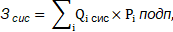 З сис = ∑i Qi сис × Pi подп,